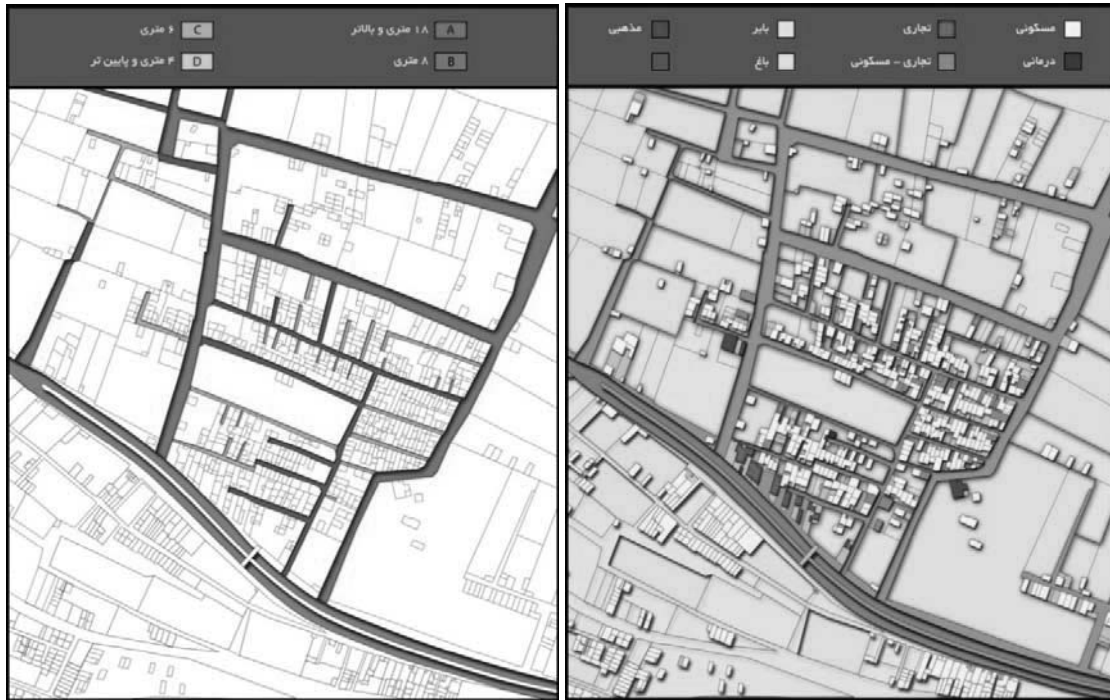 A ۱۸ متری و بالاتر
C ۶ متری
B ۸ متری
D ۴ متری و پایین تر
مسکونی
تجاری
بایر
مذهبی
درمانی
تجاری – مسکونی
باغ